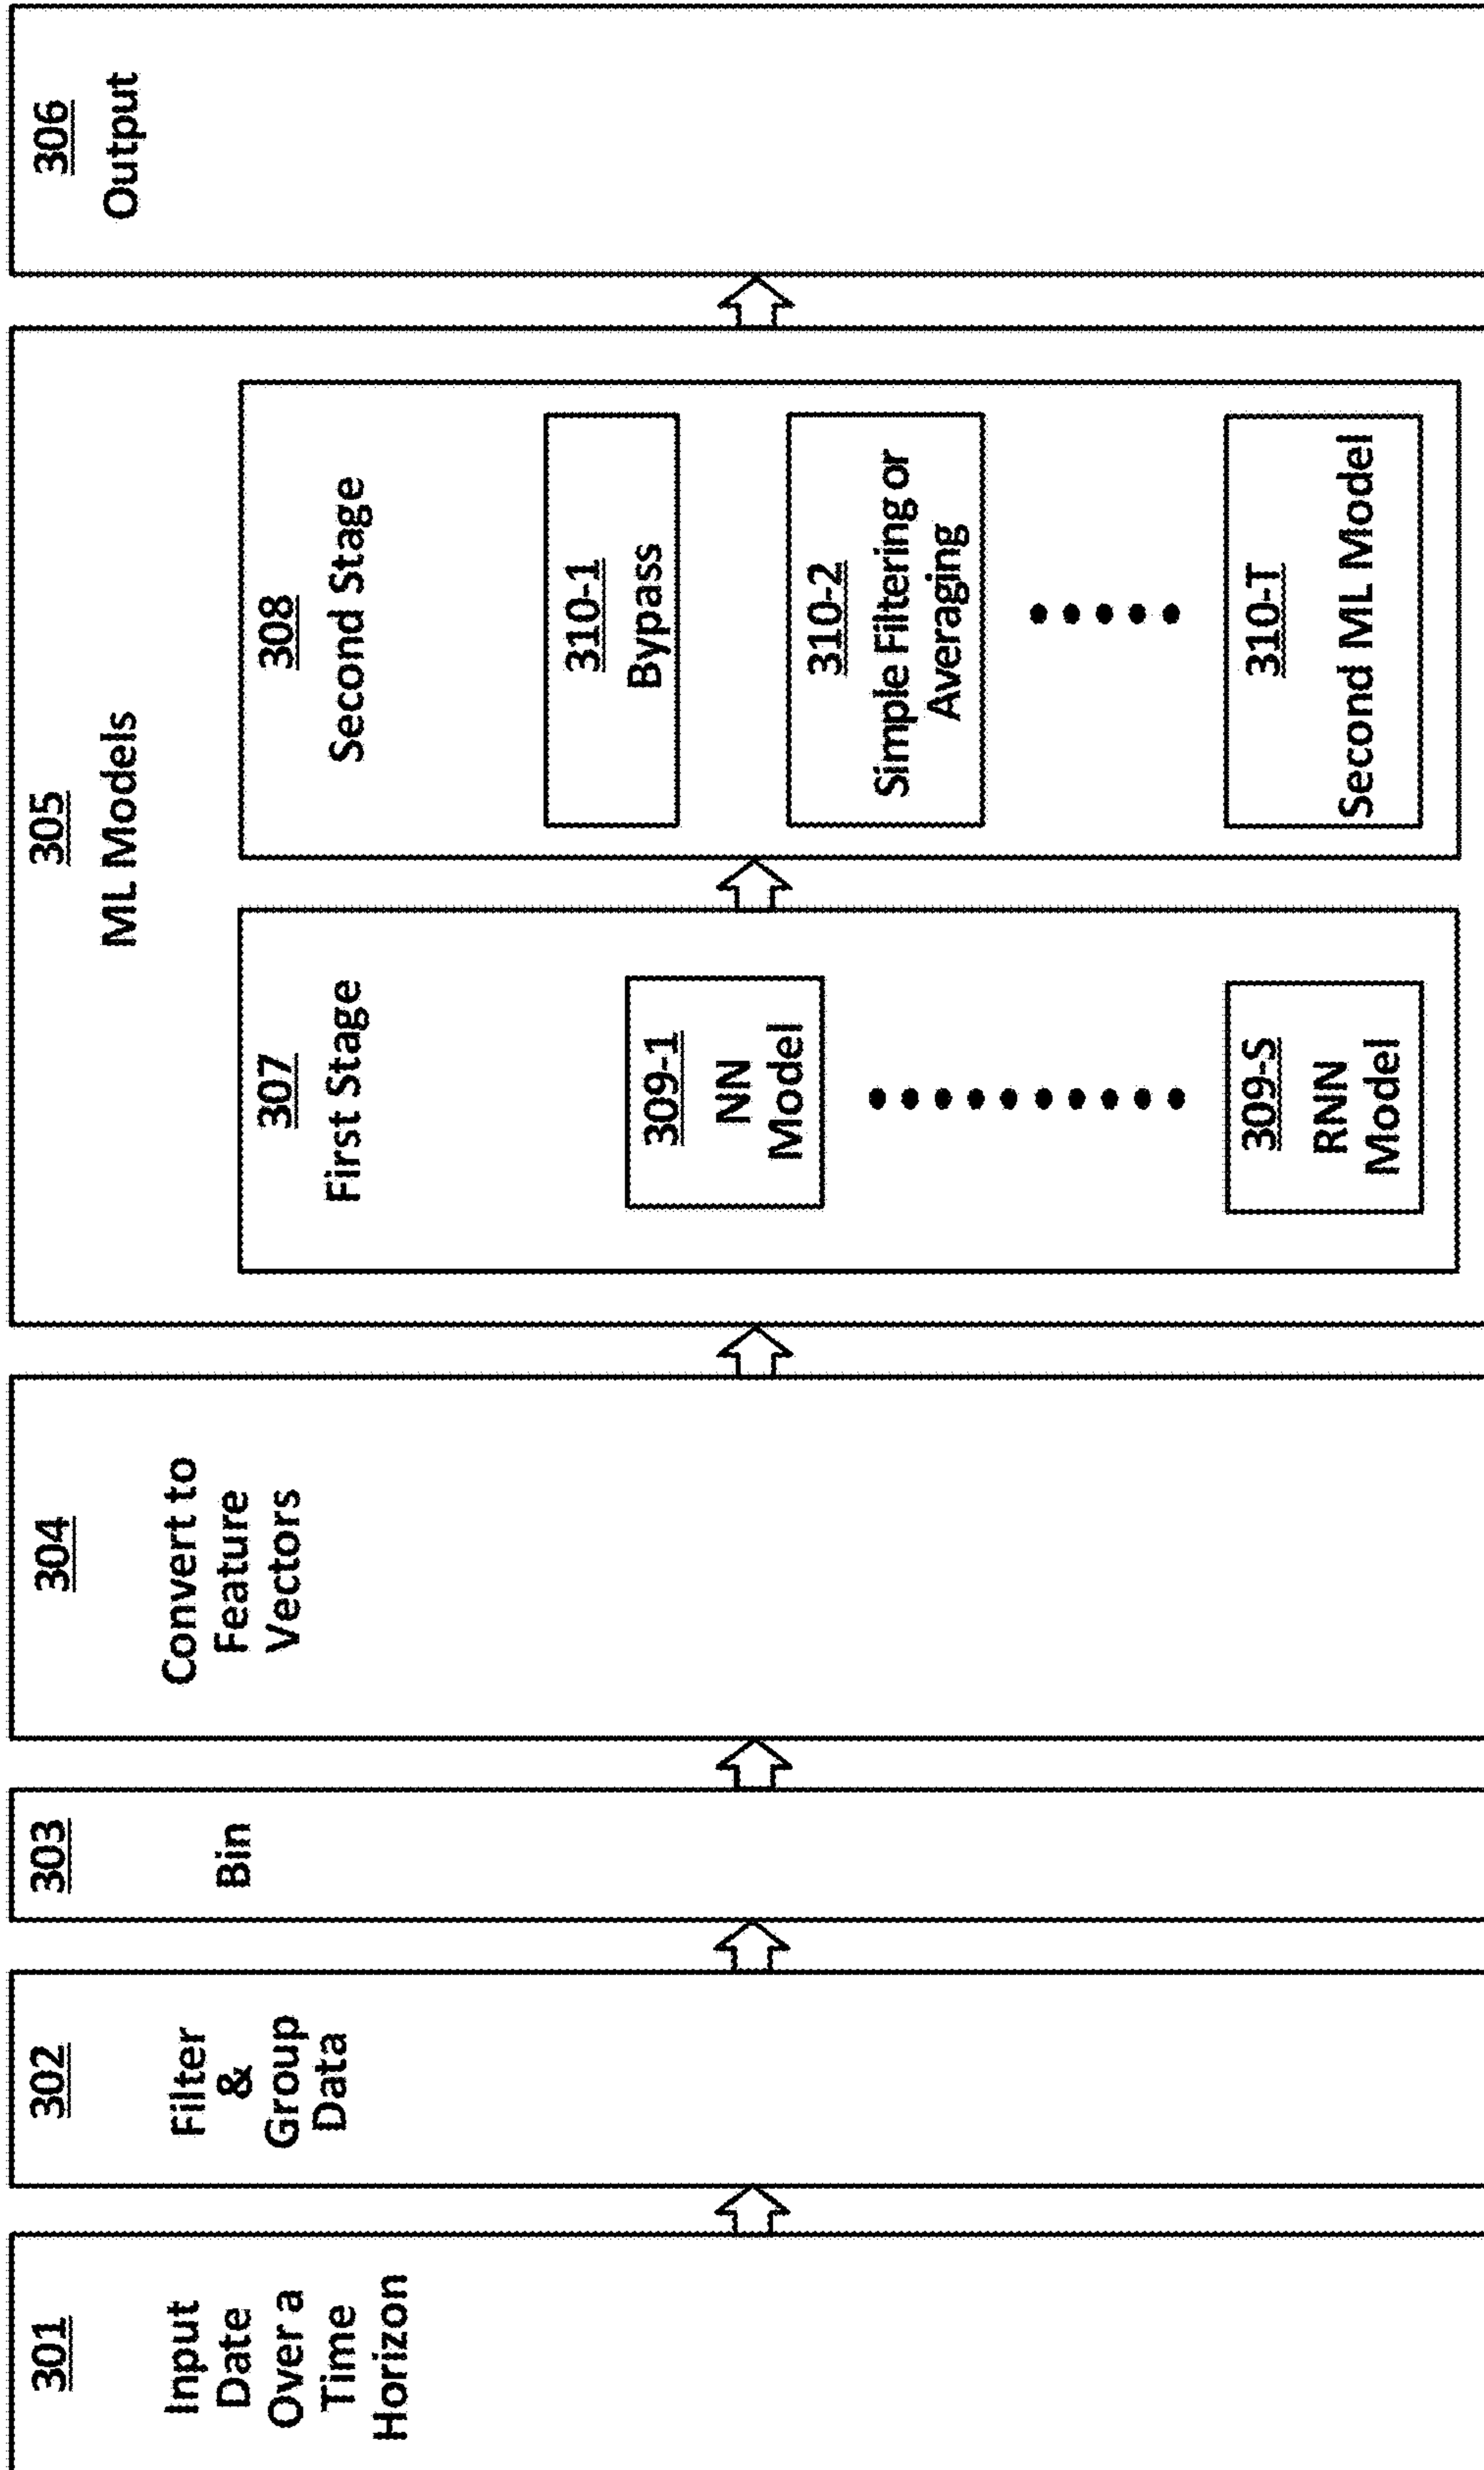 301
Input
Date
Over a
Time
Horizon
302
Filter
&
Group
Data
303
Bin
304
Convert to
Feature
Vectors
305
ML Models
307
First Stage
309-1
NN
Model
309-S
RNN
Model
308
Second Stage
310-1
Bypass
310-2
Simple Filtering or
Averaging
310-T
Second ML Model
306
Output